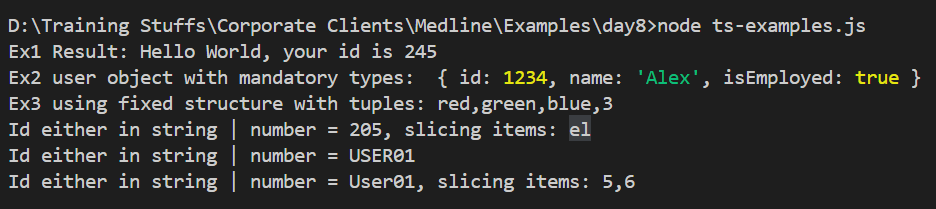 D:\Training Stuffs\Corporate Clients\Medline\Examples\day8>node ts-examples.js
Ex1 Result: Hello World, your id is 245
Ex2 user object with mandatory types:  { id: 1234, name: 'Alex', isEmployed: true }
Ex3 using fixed structure with tuples: red,green,blue,3
Id either in string | number = 205, slicing items: el
Id either in string | number = USER01
Id either in string | number = User01, slicing items: 5,6